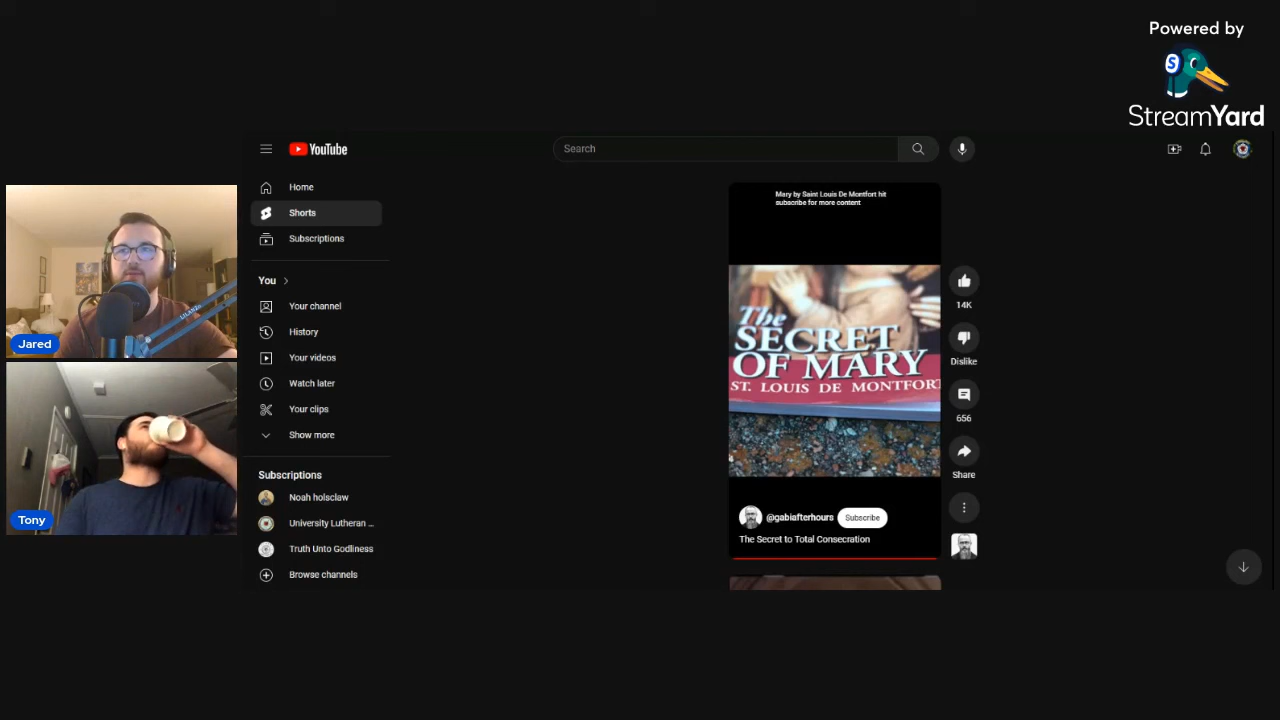 Powered by
StreamYard
YouTube
Search
Home
Shorts
Subscriptions
You
Your channel
History
Your videos
Watch later
Your clips
Show more
Subscriptions
Noah holsclaw
University Lutheran ...
Truth Unto Godliness
Browse channels
Jared
Tony
Mary by Saint Louis De Montfort hit
subscribe for more content
The
SECRET
OF MARY
ST. LOUIS DE MONTFORT
@gabiafterhours
Subscribe
The Secret to Total Consecration
14K
Dislike
656
Share